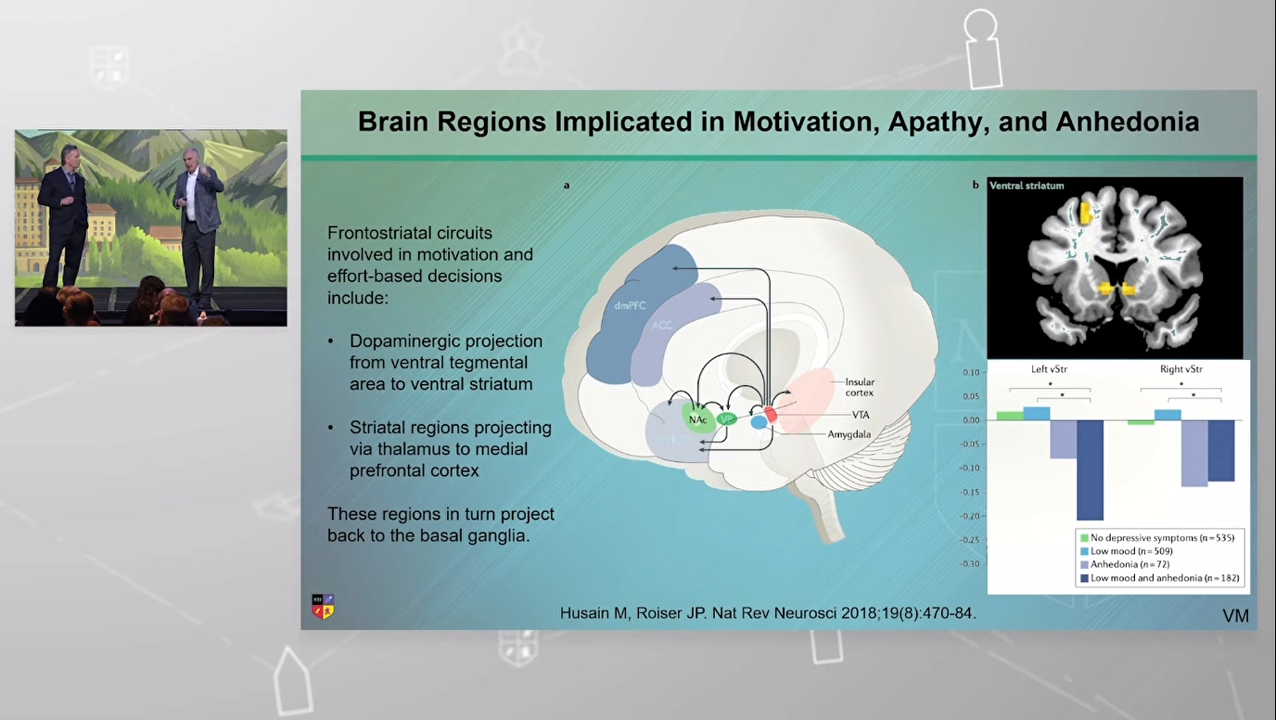 Brain Regions Implicated in Motivation, Apathy, and Anhedonia
Frontostriatal circuits
involved in motivation and
effort-based decisions
include:
• Dopaminergic projection
from ventral tegmental
area to ventral striatum
• Striatal regions projecting
via thalamus to medial
prefrontal cortex
These regions in turn project
back to the basal ganglia.
a
dmPFC
ACC
NAc
VP
Insular
cortex
VTA
Amygdala
b
Ventral striatum
Left vStr
Right vStr
* *
* *
0.10
0.05
0.00
-0.05
-0.10
-0.15
-0.20
-0.25
-0.30
No depressive symptoms (n=535)
Low mood (n=509)
Anhedonia (n=72)
Low mood and anhedonia (n=182)
Husain M, Roiser JP. Nat Rev Neurosci 2018;19(8):470-84.
VM